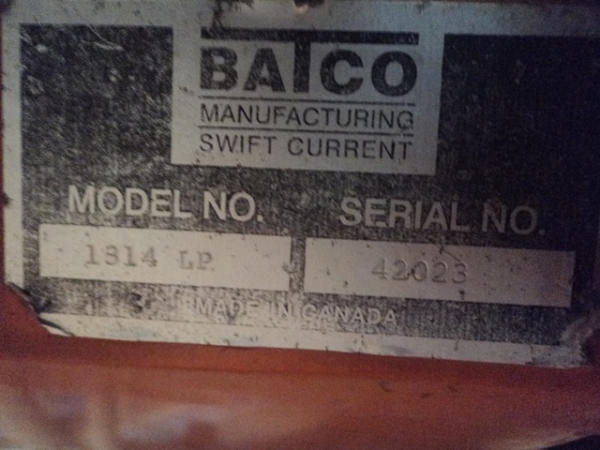 BATCO
MANUFACTURING
SWIFT CURRENT
MODEL NO. SERIAL NO.
1314 LP 42023
MADE IN CANADA